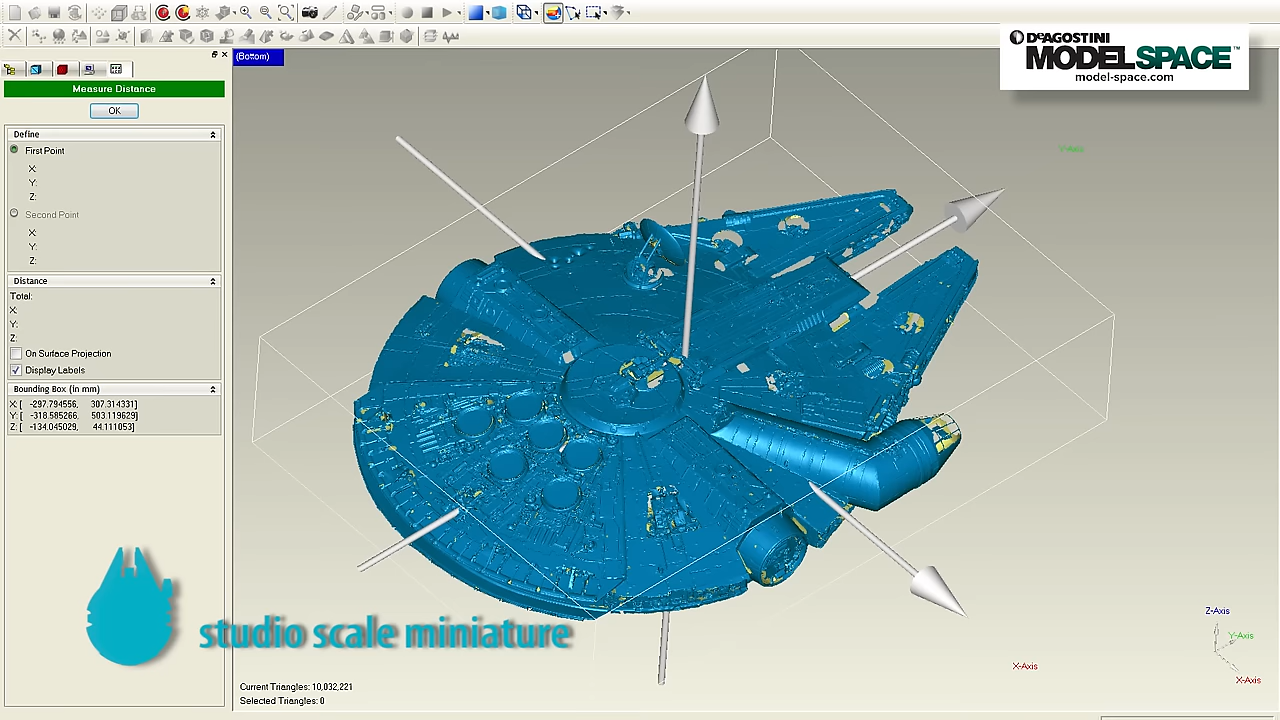 (Bottom)
DeAGOSTINI
MODELSPACE™
model-space.com
Measure Distance
OK
Define
First Point
X:
Y:
Z:
Second Point
X:
Y:
Z:
Distance
Total:
X:
Y:
Z:
On Surface Projection
Display Labels
Bounding Box (in mm)
X: [ -297.794556, 307.314331]
Y: [ -318.585266, 503.119629]
Z: [ -134.045029, 44.111053]
Y-Axis
studio scale miniature
Z-Axis
Y-Axis
X-Axis
X-Axis
Current Triangles: 10,032,221
Selected Triangles: 0